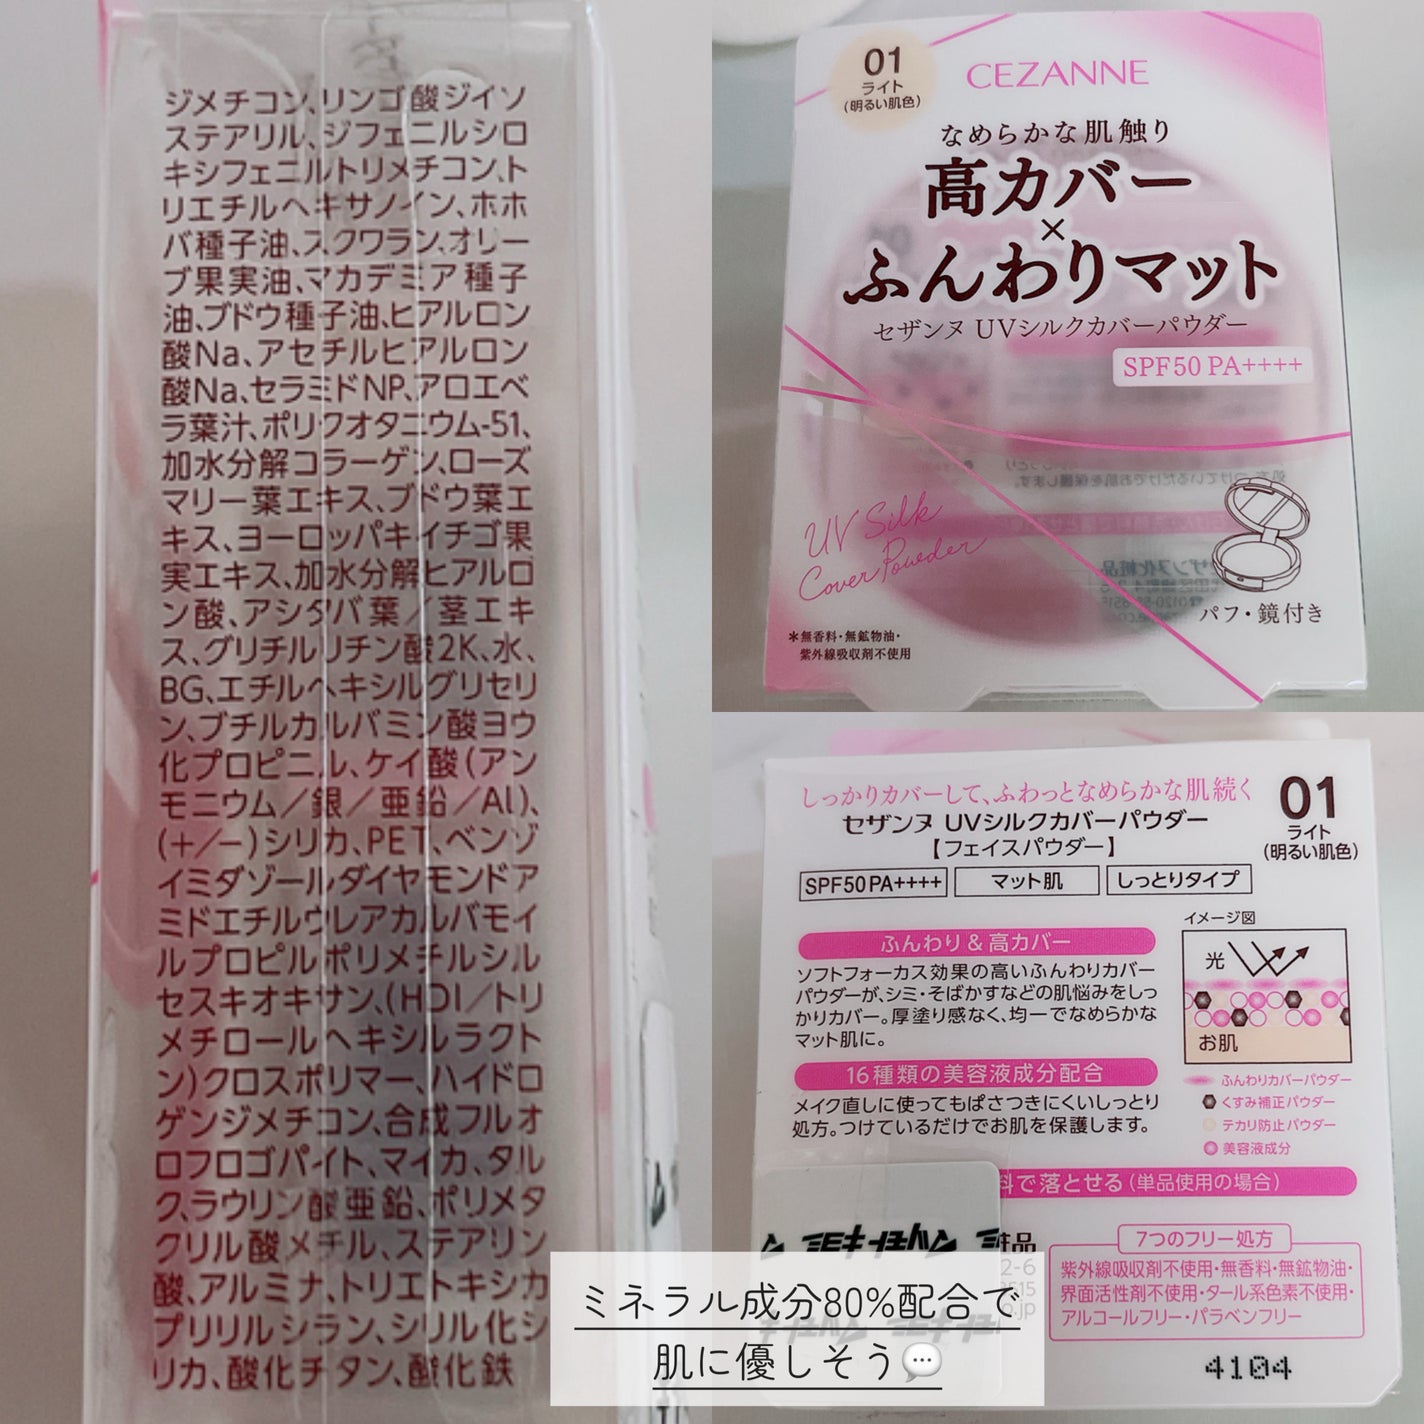 ジメチコン、リンゴ酸ジイソ
ステアリル、ジフェニルシロ
キシフェニルトリメチコン、ト
リエチルヘキサノイン、ホホ
バ種子油、スクワラン、オリー
ブ果実油、マカデミア種子
油、ブドウ種子油、ヒアルロン
酸Na、アセチルヒアルロン
酸Na、セラミドNP、アロエベ
ラ葉汁、ポリクオタニウム-51、
加水分解コラーゲン、ローズ
マリー葉エキス、ブドウ葉エ
キス、ヨーロッパキイチゴ果
実エキス、加水分解ヒアルロ
ン酸、アシタバ葉／茎エキ
ス、グリチルリチン酸2K、水、
BG、エチルヘキシルグリセリ
ン、ブチルカルバミン酸ヨウ
化プロピニル、ケイ酸(アン
モニウム／銀／亜鉛／Al)、
(+/−)シリカ、PET、ベンゾ
イミダゾールダイヤモンドア
ミドエチルウレアカルバモイ
ルプロピルポリメチルシル
セスキオキサン、(HDI／トリ
メチロールヘキシルラクト
ン)クロスポリマー、ハイドロ
ゲンジメチコン、合成フルオ
ロフロゴパイト、マイカ、タル
ク、ラウリン酸亜鉛、ポリメタ
クリル酸メチル、ステアリン
酸、アルミナ、トリエトキシカ
プリリルシラン、シリル化シ
リカ、酸化チタン、酸化鉄
01
ライト
(明るい肌色)
CEZANNE
なめらかな肌触り
高カバー
×
ふんわりマット
セザンヌ UVシルクカバーパウダー
SPF50 PA++++
UV Silk
Cover Powder
パフ・鏡付き
＊無香料・無鉱物油・
紫外線吸収剤不使用
しっかりカバーして、ふわっとなめらかな肌続く
セザンヌ UVシルクカバーパウダー
【フェイスパウダー】
01
ライト
(明るい肌色)
SPF50PA++++ マット肌 しっとりタイプ
ふんわり＆高カバー
ソフトフォーカス効果の高いふんわりカバー
パウダーが、シミ・そばかすなどの肌悩みをしっ
かりカバー。厚塗り感なく、均一でなめらかな
マット肌に。
16種類の美容液成分配合
メイク直しに使ってもぱさつきにくいしっとり
処方。つけているだけでお肌を保護します。
イメージ図
光
お肌
ふんわりカバーパウダー
くすみ補正パウダー
テカリ防止パウダー
美容液成分
料で落とせる(単品使用の場合)
粧品
2-6
7つのフリー処方
紫外線吸収剤不使用・無香料・無鉱物油・
界面活性剤不使用・タール系色素不使用・
アルコールフリー・パラベンフリー
4104
ミネラル成分80%配合で
肌に優しそう💬